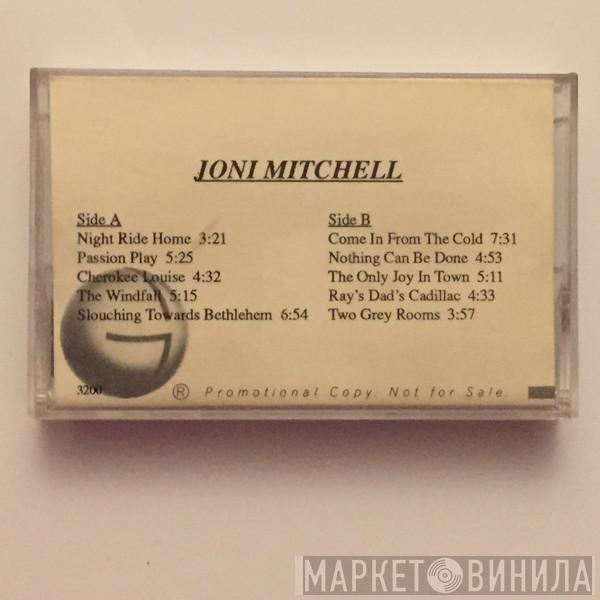 JONI MITCHELL
Side A
Night Ride Home 3:21
Passion Play 5:25
Cherokee Louise 4:32
The Windfall 5:15
Slouching Towards Bethlehem 6:54
Side B
Come In From The Cold 7:31
Nothing Can Be Done 4:53
The Only Joy In Town 5:11
Ray's Dad's Cadillac 4:33
Two Grey Rooms 3:57
3200
® Promotional Copy. Not for Sale.
МАРКЕТ ВИНИЛА